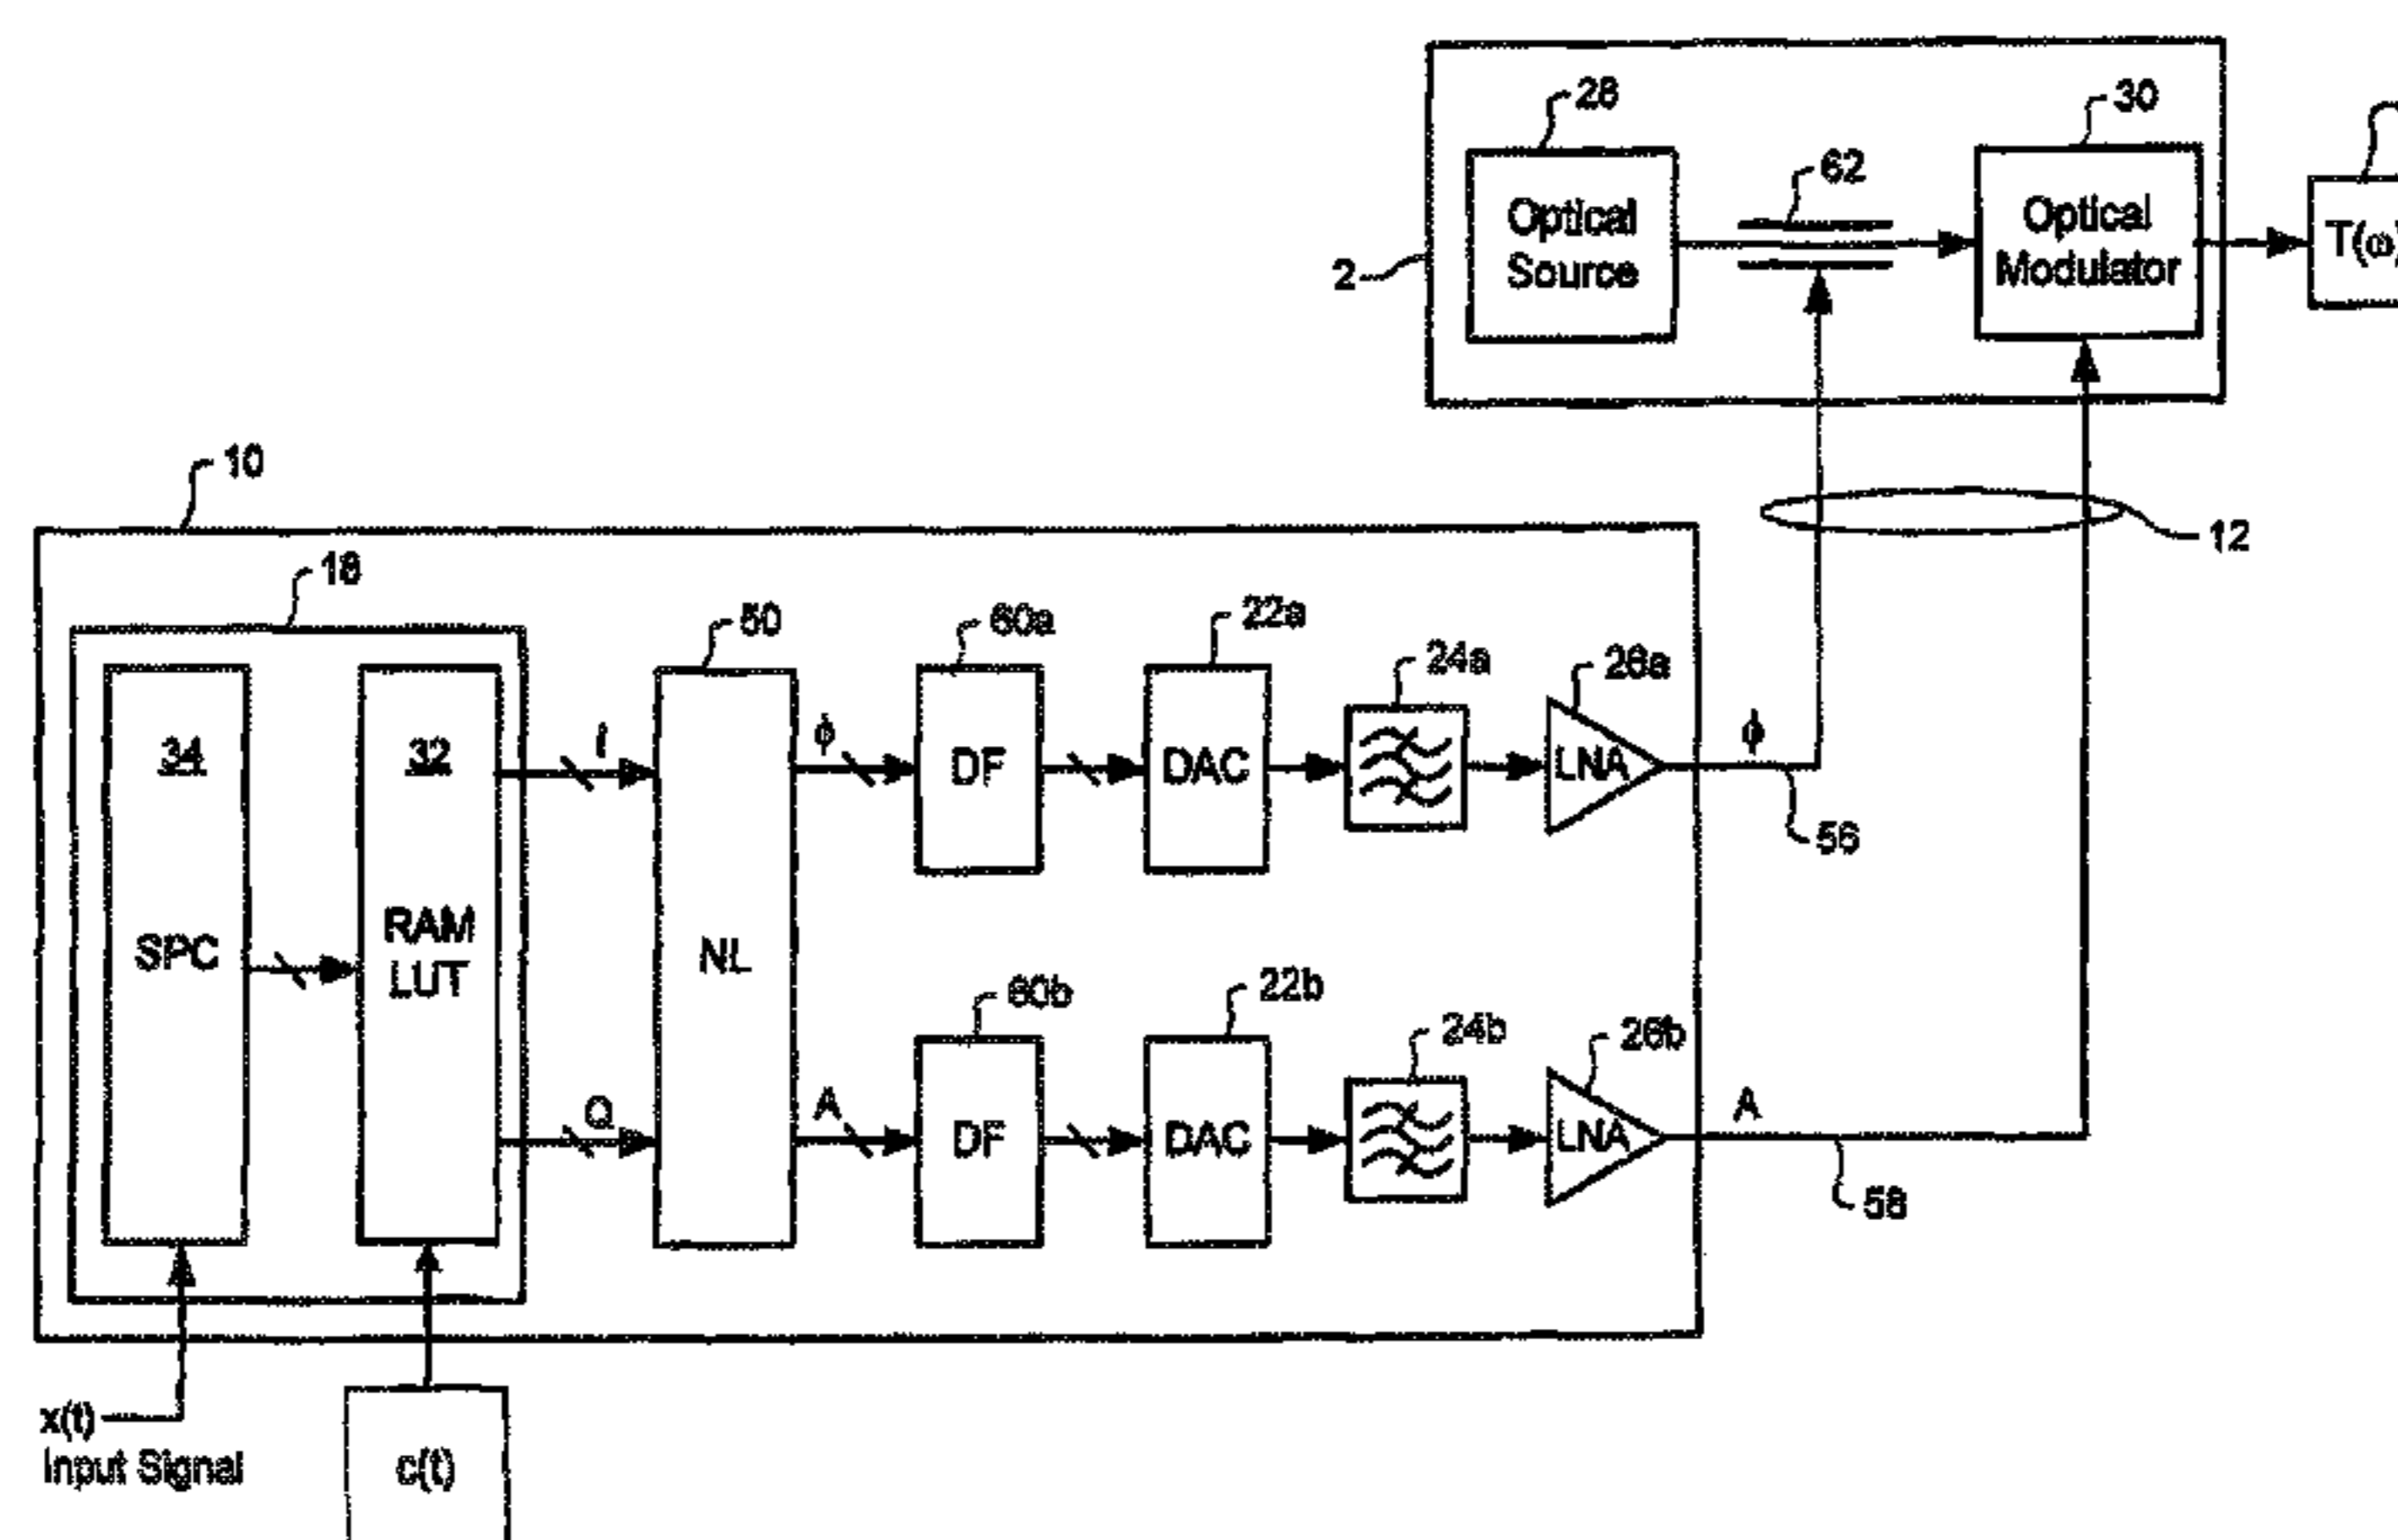 28
30
62
Optical
Source
Optical
Modulator
T(ω)
2
10
12
18
50
60a
22a
24a
26a
34
32
I
ϕ
DF
DAC
LNA
ϕ
56
SPC
RAM
LUT
NL
60b
22b
24b
26b
Q
A
DF
DAC
LNA
A
58
x(t)
Input Signal
c(t)